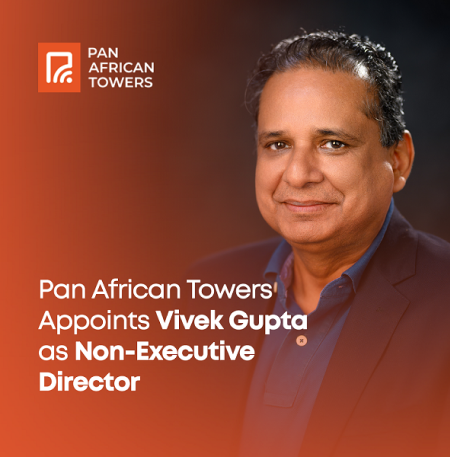 PAN
AFRICAN
TOWERS
Pan African Towers
Appoints Vivek Gupta
as Non-Executive
Director